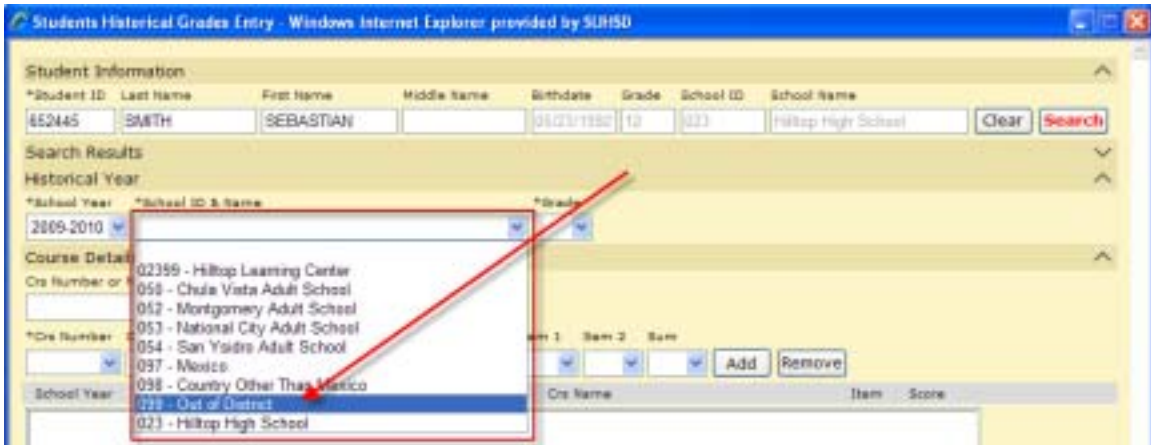 Students Historical Grades Entry - Windows Internet Explorer provided by SUHSD
Student Information
*Student ID Last Name First Name Middle Name Birthdate Grade School ID School Name
652445 SMITH SEBASTIAN 12 023 Hilltop High School Clear Search
Search Results
Historical Year
*School Year *School ID & Name *Grade
2009-2010
Course Detail
Crs Number or
02399 - Hilltop Learning Center
050 - Chula Vista Adult School
052 - Montgomery Adult School
053 - National City Adult School
054 - San Ysidro Adult School
097 - Mexico
098 - Country Other Than Mexico
099 - Out of District
023 - Hilltop High School
*Crs Number Sem 2 Sum
Add Remove
School Year Crs Name Item Score